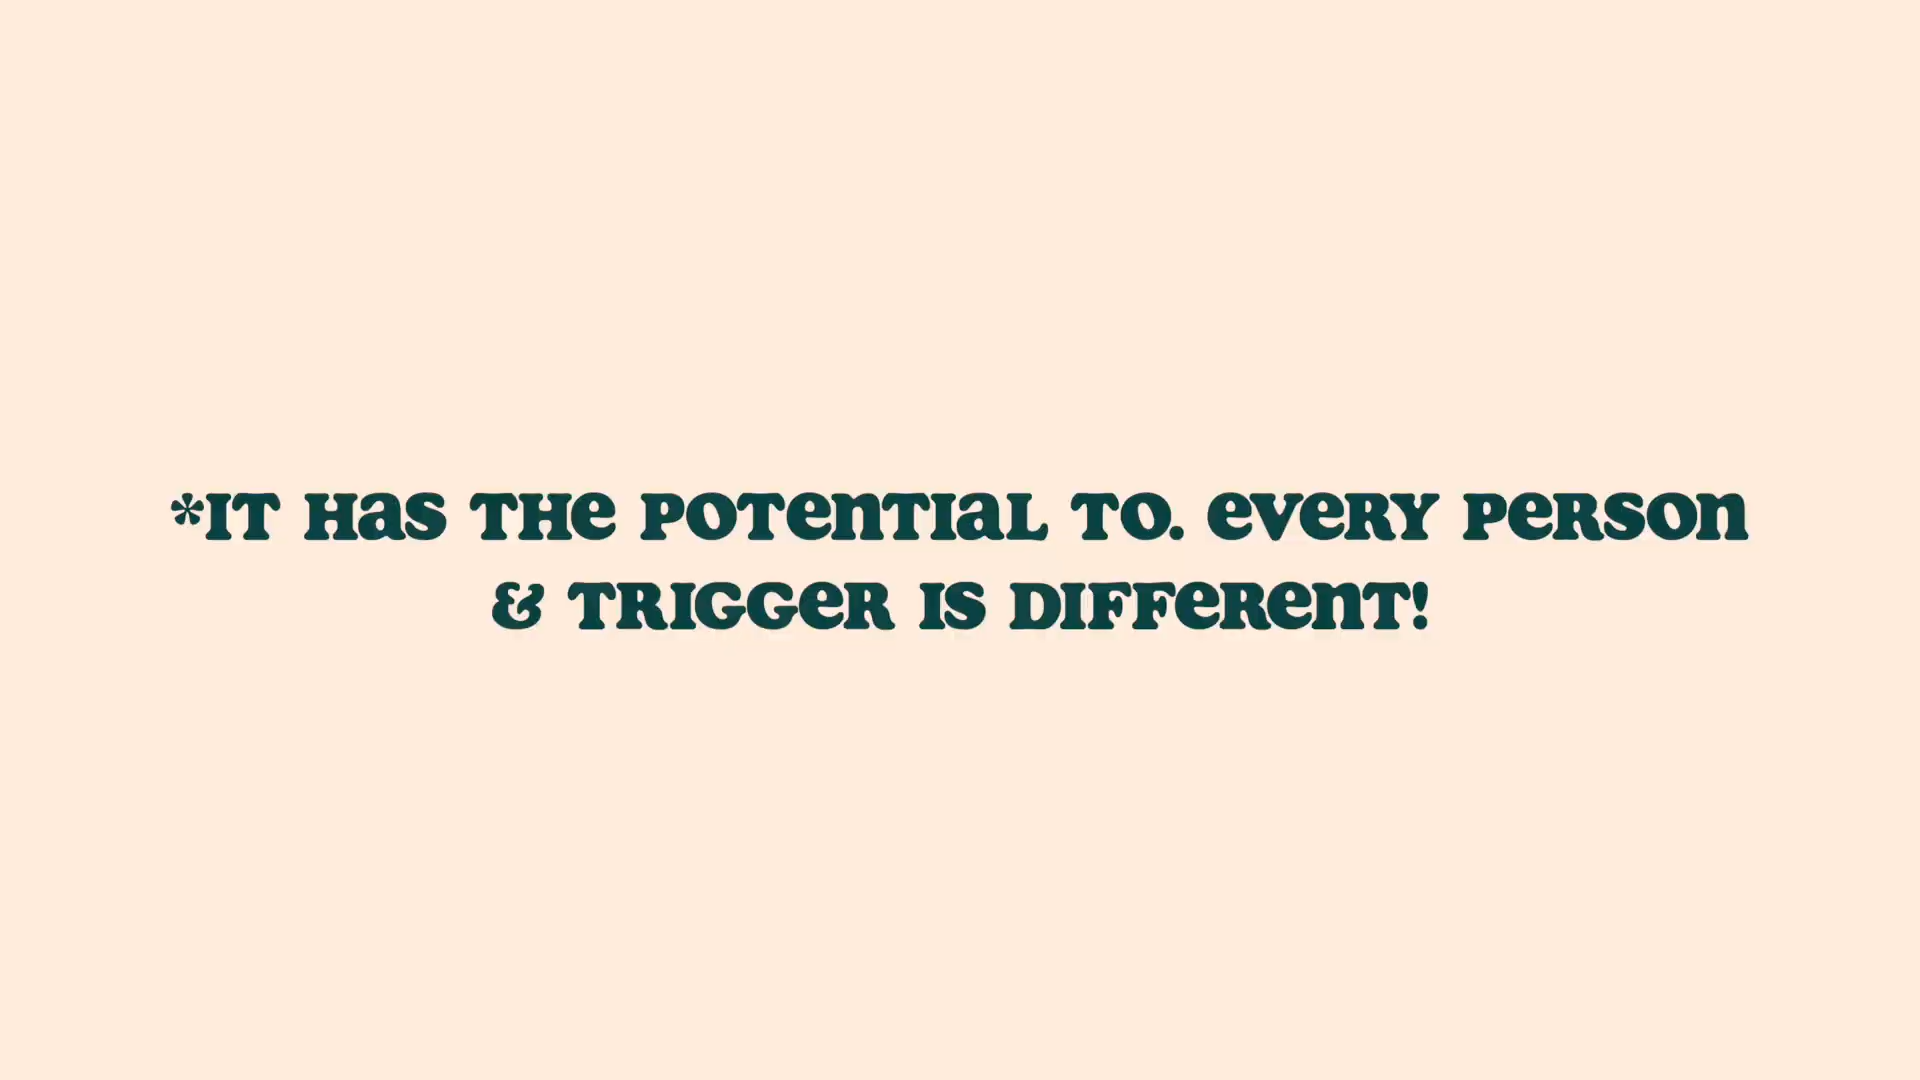 *IT Has THe POTenTIaL TO. eveRY PeRson
& TRIGGeR IS DIFFeRenT!